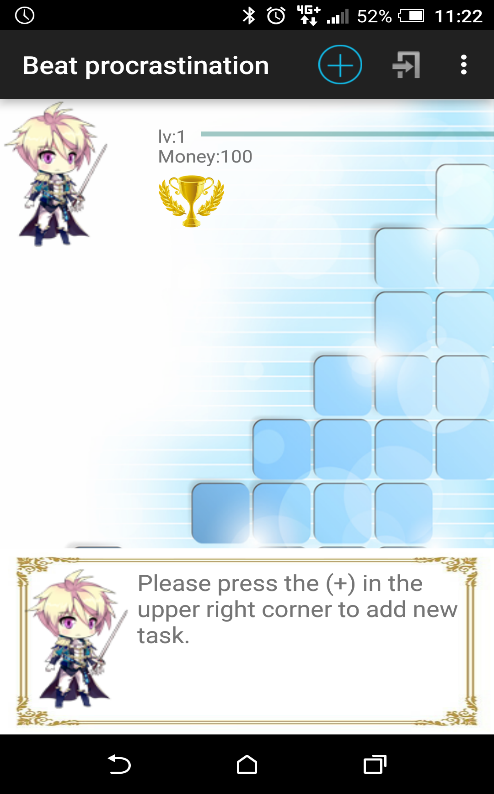 4G+ 52% 11:22
Beat procrastination
lv:1
Money:100
Please press the (+) in the
upper right corner to add new
task.